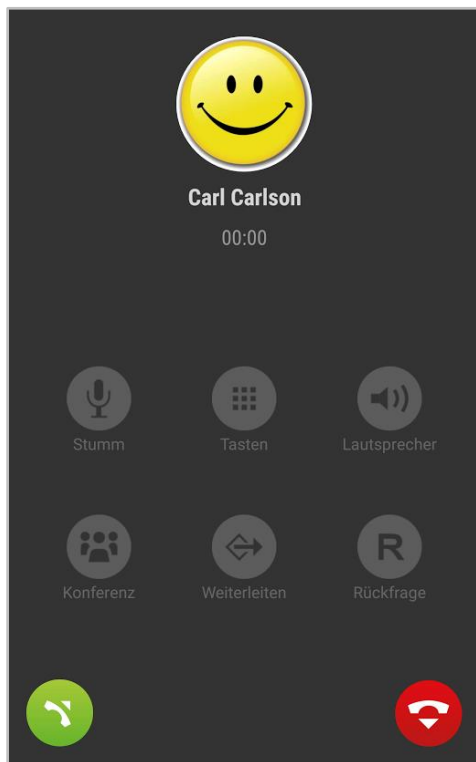 Carl Carlson
00:00
Stumm Tasten Lautsprecher
R
Konferenz Weiterleiten Rückfrage